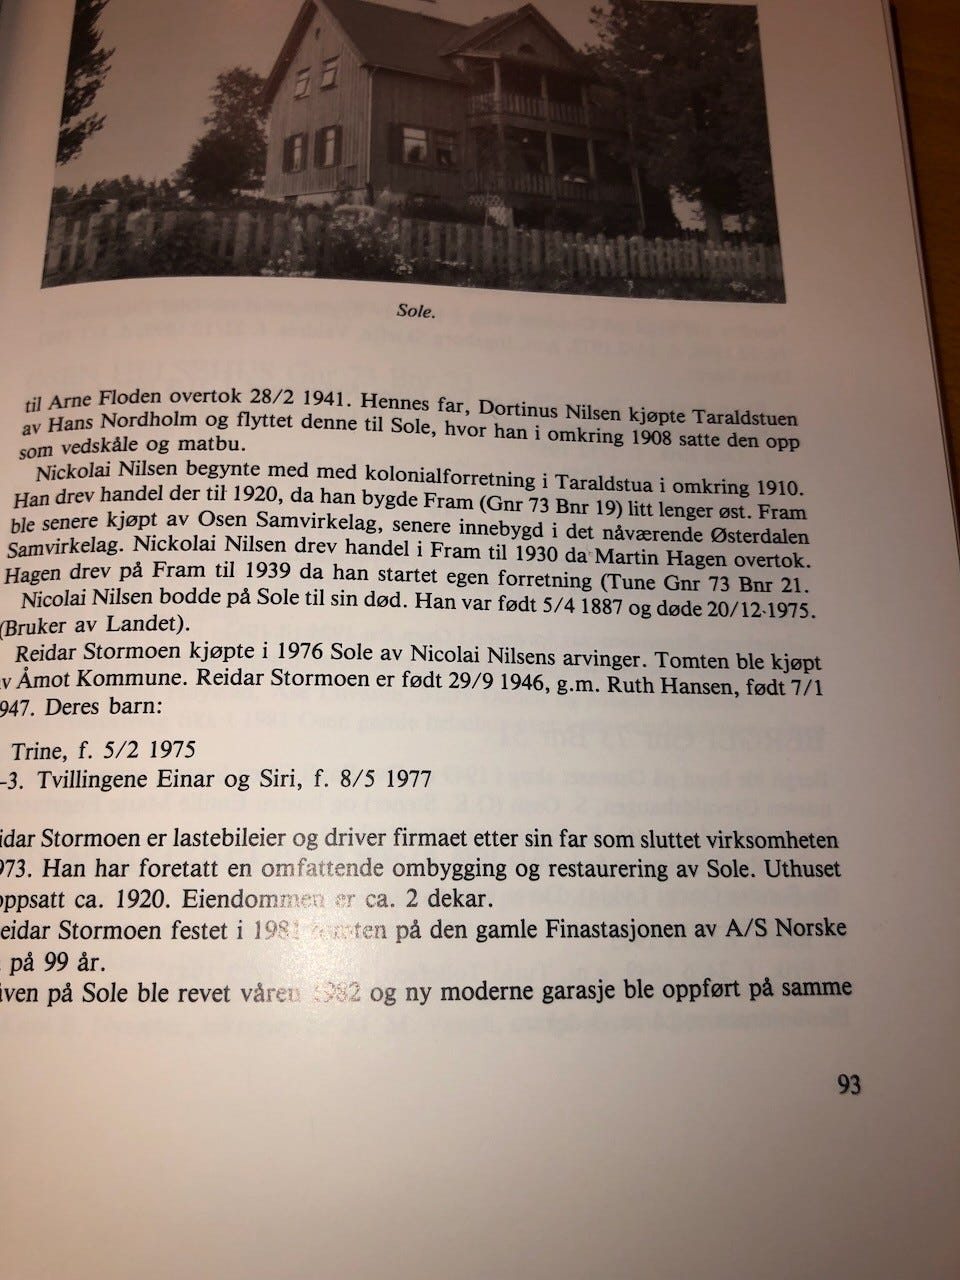 Sole.
til Arne Floden overtok 28/2 1941. Hennes far, Dortinus Nilsen kjøpte Taraldstuen
av Hans Nordholm og flyttet denne til Sole, hvor han i omkring 1908 satte den opp
som vedskåle og matbu.
Nickolai Nilsen begynte med med kolonialforretning i Taraldstua i omkring 1910.
Han drev handel der til 1920, da han bygde Fram (Gnr 73 Bnr 19) litt lenger øst. Fram
ble senere kjøpt av Osen Samvirkelag, senere innebygd i det nåværende Østerdalen
Samvirkelag. Nickolai Nilsen drev handel i Fram til 1930 da Martin Hagen overtok.
Hagen drev på Fram til 1939 da han startet egen forretning (Tune Gnr 73 Bnr 21.
Nicolai Nilsen bodde på Sole til sin død. Han var født 5/4 1887 og døde 20/12-1975.
(Bruker av Landet).
Reidar Stormoen kjøpte i 1976 Sole av Nicolai Nilsens arvinger. Tomten ble kjøpt
v Åmot Kommune. Reidar Stormoen er født 29/9 1946, g.m. Ruth Hansen, født 7/1
947. Deres barn:
Trine, f. 5/2 1975
-3. Tvillingene Einar og Siri, f. 8/5 1977
idar Stormoen er lastebileier og driver firmaet etter sin far som sluttet virksomheten
973. Han har foretatt en omfattende ombygging og restaurering av Sole. Uthuset
oppsatt ca. 1920. Eiendommen er ca. 2 dekar.
eidar Stormoen festet i 1981 tomten på den gamle Finastasjonen av A/S Norske
på 99 år.
på Sole ble revet våren 1982 og ny moderne garasje ble oppført på samme
93